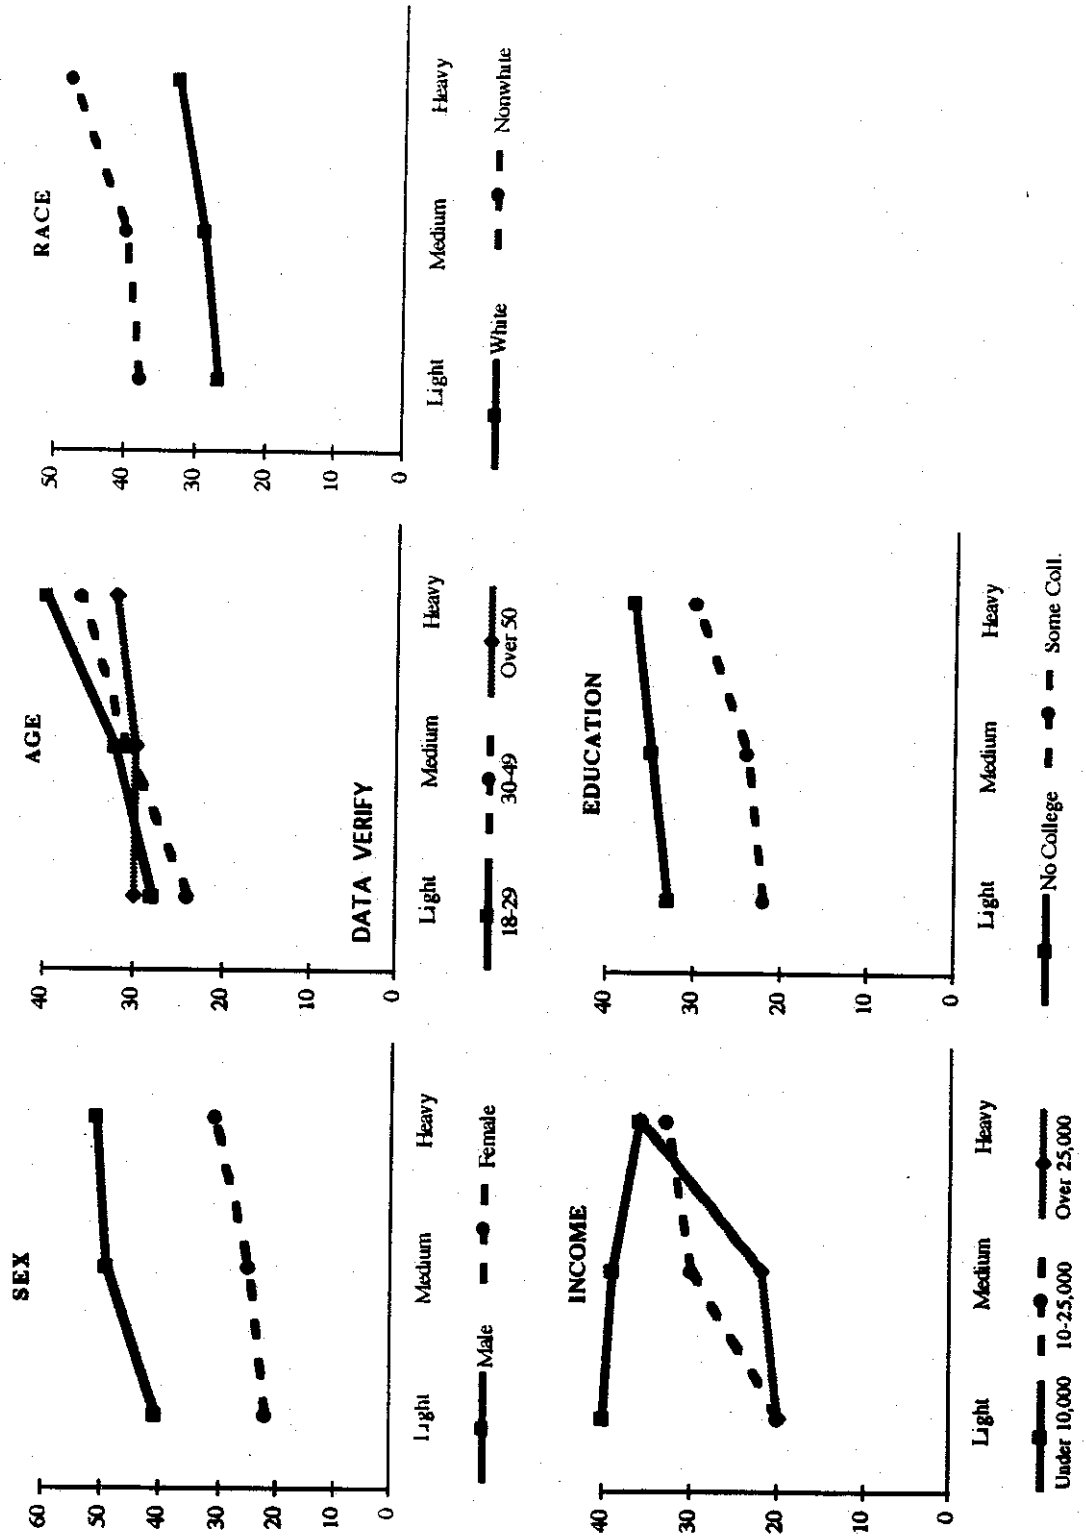 SEX
60
50
40
30
20
10
0
Light Medium Heavy
Male Female
AGE
40
30
20
10
0
DATA VERIFY
Light Medium Heavy
18-29 30-49 Over 50
RACE
50
40
30
20
10
0
Light Medium Heavy
White Nonwhite
INCOME
40
30
20
10
0
Light Medium Heavy
Under 10,000 10-25,000 Over 25,000
EDUCATION
40
30
20
10
0
Light Medium Heavy
No College Some Coll.